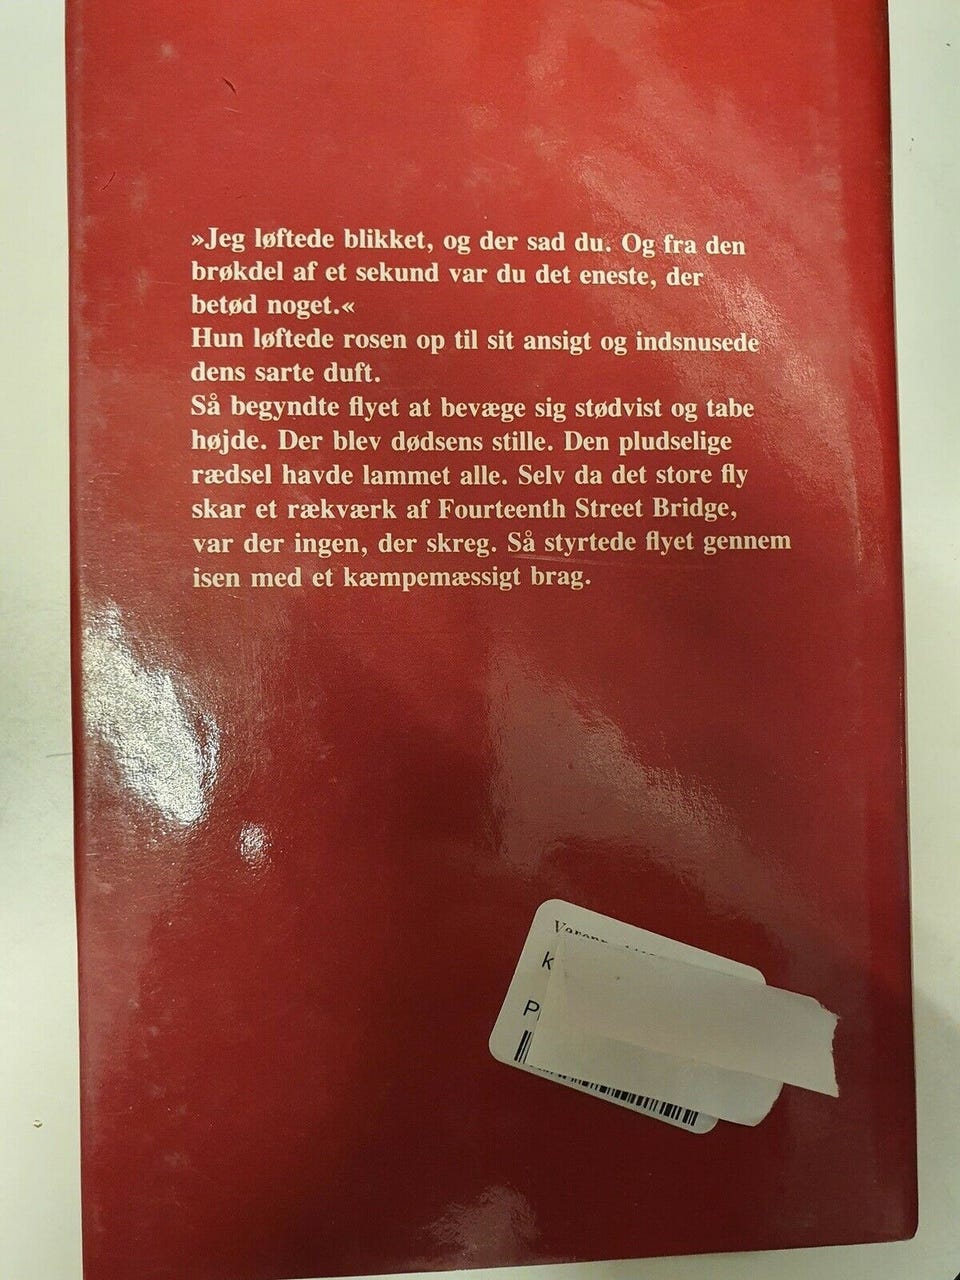 »Jeg løftede blikket, og der sad du. Og fra den
brøkdel af et sekund var du det eneste, der
betød noget.«
Hun løftede rosen op til sit ansigt og indsnusede
dens sarte duft.
Så begyndte flyet at bevæge sig stødvist og tabe
højde. Der blev dødsens stille. Den pludselige
rædsel havde lammet alle. Selv da det store fly
skar et rækværk af Fourteenth Street Bridge,
var der ingen, der skreg. Så styrtede flyet gennem
isen med et kæmpemæssigt brag.